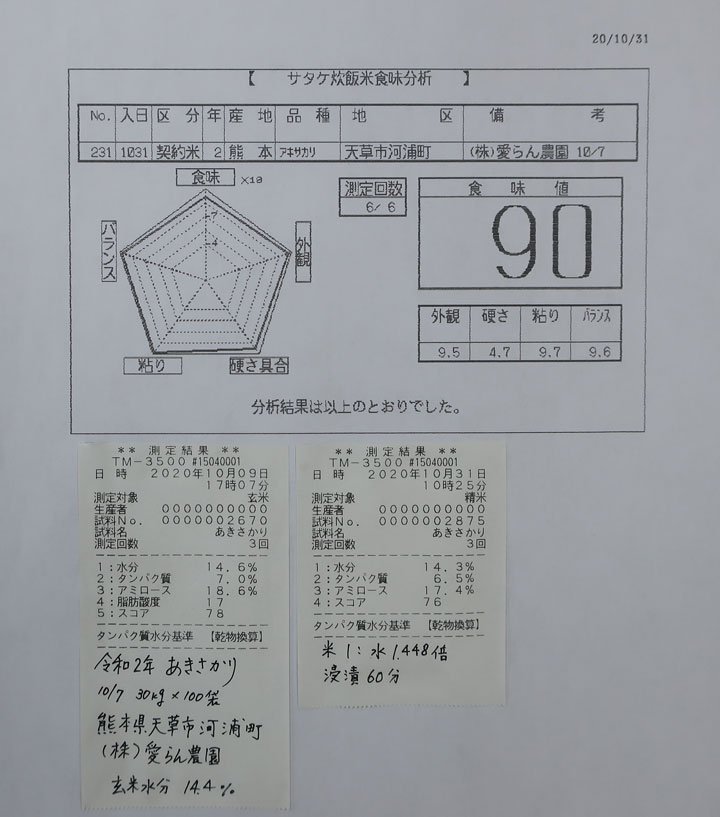 20/10/31
【 サタケ炊飯米食味分析 】
No. 入日 区分 年 産地 品種 地区 備考
231 1031 契約米 2 熊本 アキサカリ 天草市河浦町 (株)愛らん農園 10/7
食味 X10
7
4
バランス
外観
粘り
硬さ具合
測定回数
6/ 6
食味値
90
外観 硬さ 粘り バランス
9.5 4.7 9.7 9.6
分析結果は以上のとおりでした。
** 測定結果 **
TM-3500 #15040001
日 時 2020年10月09日
17時07分
測定対象 玄米
生産者 0000000000
試料No. 0000002670
試料名 あきさかり
測定回数 3回
1:水分 14.6%
2:タンパク質 7.0%
3:アミロース 18.6%
4:脂肪酸度 17
5:スコア 78
タンパク質水分基準 【乾物換算】
令和2年 あきさかり
10/7 30kg×100袋
熊本県天草市河浦町
(株)愛らん農園
玄米水分 14.4%
** 測定結果 **
TM-3500 #15040001
日 時 2020年10月31日
10時25分
測定対象 精米
生産者 0000000000
試料No. 0000002875
試料名 あきさかり
測定回数 3回
1:水分 14.3%
2:タンパク質 6.5%
3:アミロース 17.4%
4:スコア 76
タンパク質水分基準 【乾物換算】
米1:水1.448倍
浸漬60分